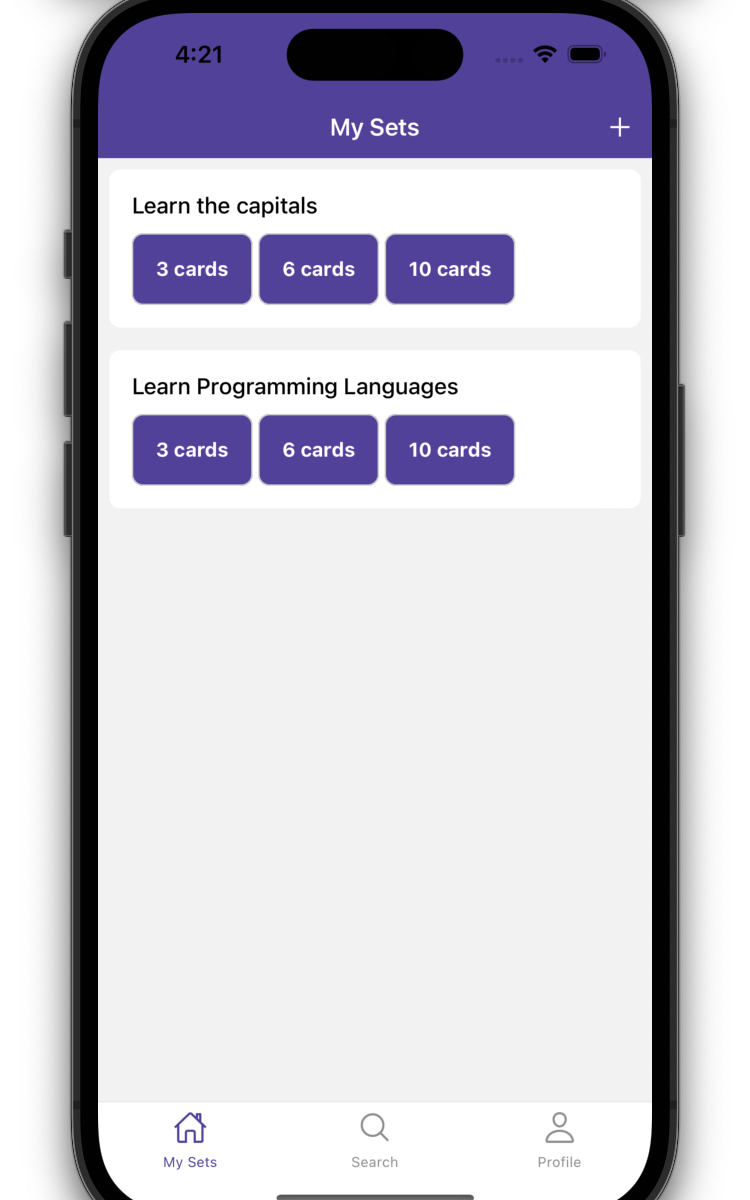 4:21
My Sets
Learn the capitals
3 cards 6 cards 10 cards
Learn Programming Languages
3 cards 6 cards 10 cards
My Sets Search Profile